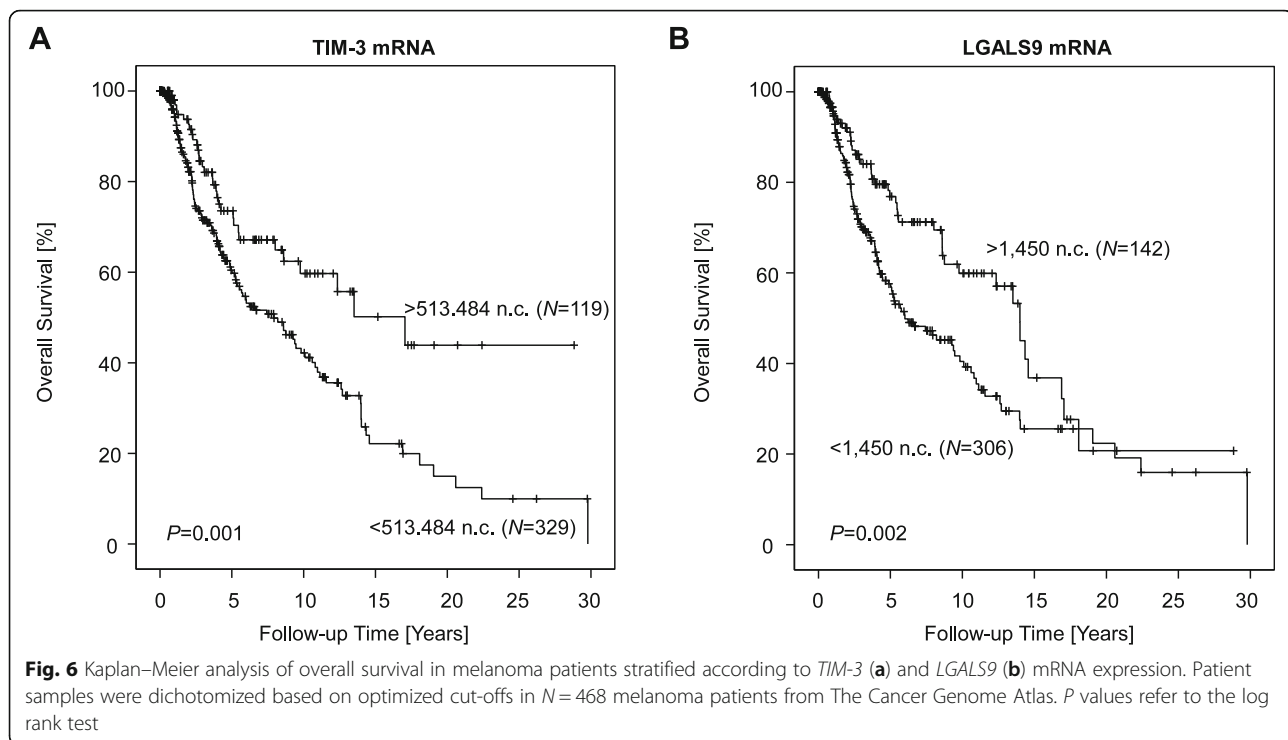 A
TIM-3 mRNA
100
80
60
40
20
0
Overall Survival [%]
>513.484 n.c. (N=119)
<513.484 n.c. (N=329)
P=0.001
0 5 10 15 20 25 30
Follow-up Time [Years]
B
LGALS9 mRNA
100
80
60
40
20
0
Overall Survival [%]
>1,450 n.c. (N=142)
<1,450 n.c. (N=306)
P=0.002
0 5 10 15 20 25 30
Follow-up Time [Years]
Fig. 6 Kaplan–Meier analysis of overall survival in melanoma patients stratified according to TIM-3 (a) and LGALS9 (b) mRNA expression. Patient
samples were dichotomized based on optimized cut-offs in N = 468 melanoma patients from The Cancer Genome Atlas. P values refer to the log
rank test